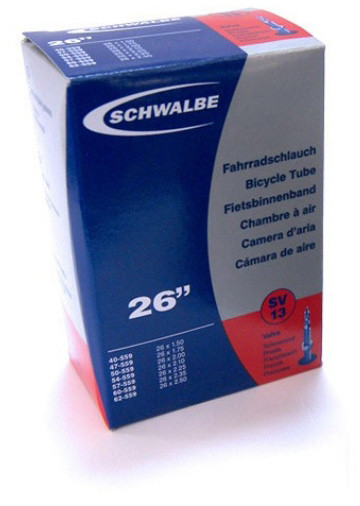 26"
SCHWALBE
Fahrradschlauch
Bicycle Tube
Fietsbinnenband
Chambre à air
Camera d'aria
Cámara de aire
26"
SV
13
40-559 26 x 1.50
47-559 26 x 1.75
50-559 26 x 2.00
54-559 26 x 2.10
57-559 26 x 2.25
60-559 26 x 2.35
62-559 26 x 2.50
Valve